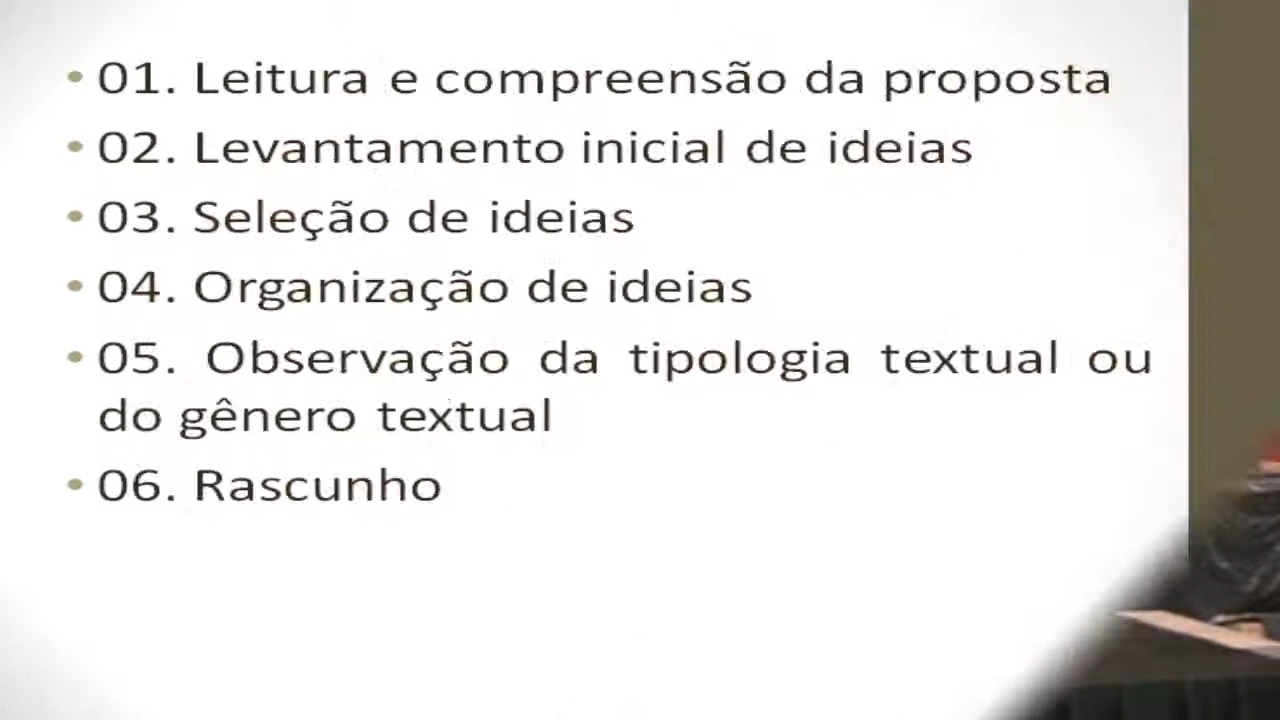 • 01. Leitura e compreensão da proposta
• 02. Levantamento inicial de ideias
• 03. Seleção de ideias
• 04. Organização de ideias
• 05. Observação da tipologia textual ou
do gênero textual
• 06. Rascunho